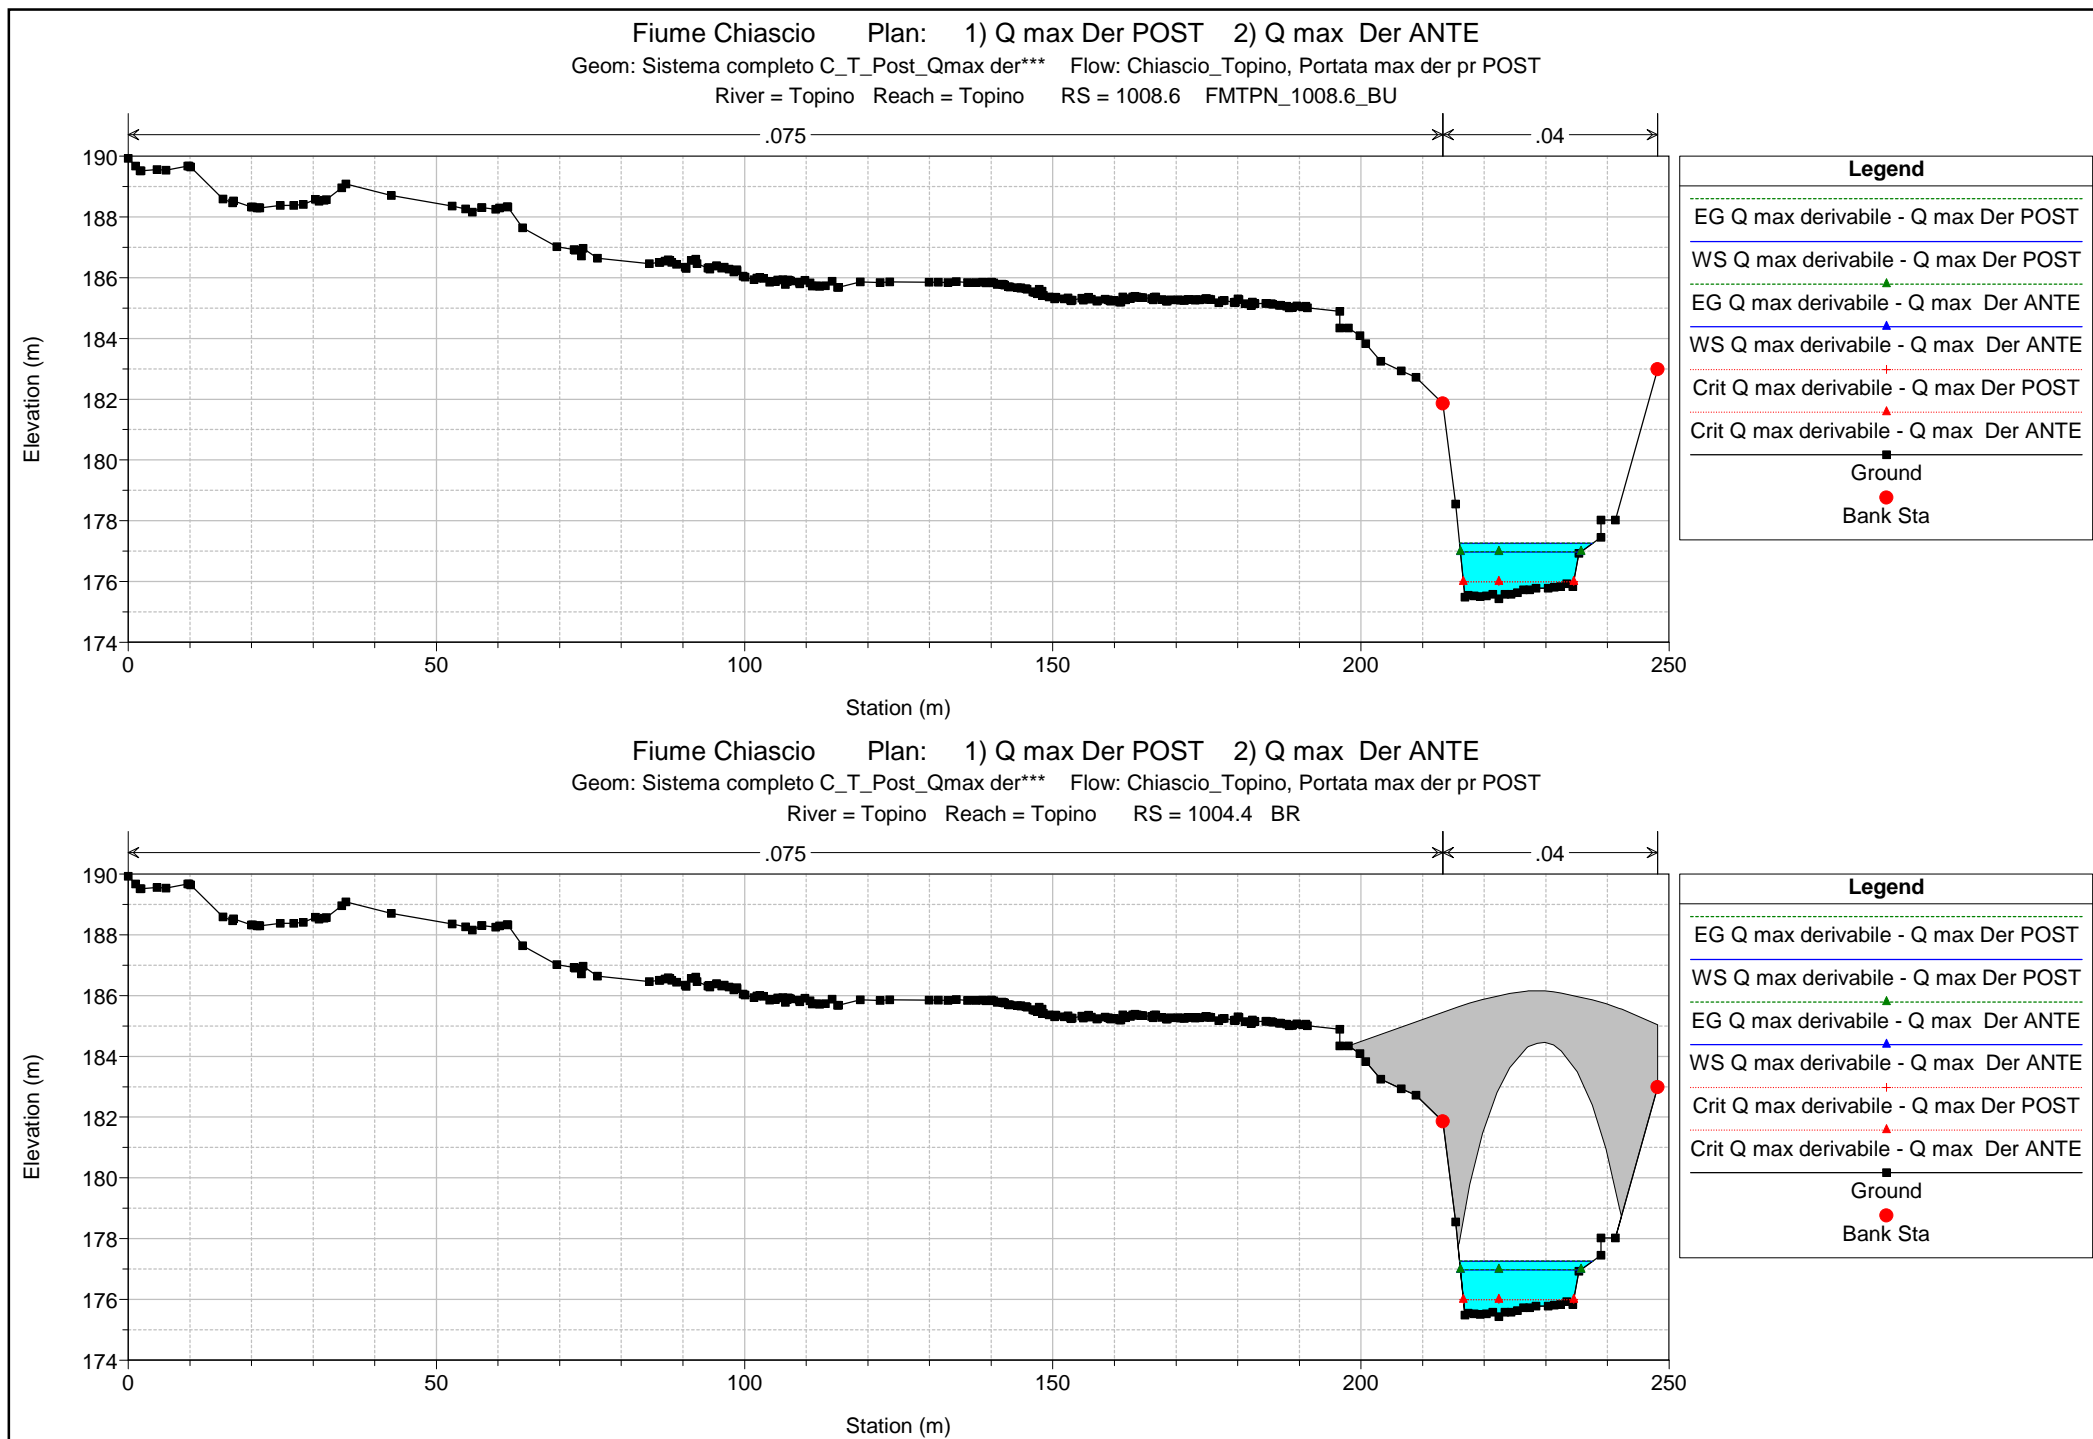 Fiume Chiascio Plan: 1) Q max Der POST 2) Q max Der ANTE
Geom: Sistema completo C_T_Post_Qmax der*** Flow: Chiascio_Topino, Portata max der pr POST
River = Topino Reach = Topino RS = 1008.6 FMTPN_1008.6_BU
.075 .04
190
188
186
184
182
180
178
176
174
Elevation (m)
0 50 100 150 200 250
Station (m)
Legend
EG Q max derivabile - Q max Der POST
WS Q max derivabile - Q max Der POST
EG Q max derivabile - Q max Der ANTE
WS Q max derivabile - Q max Der ANTE
Crit Q max derivabile - Q max Der POST
Crit Q max derivabile - Q max Der ANTE
Ground
Bank Sta
Fiume Chiascio Plan: 1) Q max Der POST 2) Q max Der ANTE
Geom: Sistema completo C_T_Post_Qmax der*** Flow: Chiascio_Topino, Portata max der pr POST
River = Topino Reach = Topino RS = 1004.4 BR
.075 .04
190
188
186
184
182
180
178
176
174
Elevation (m)
0 50 100 150 200 250
Station (m)
Legend
EG Q max derivabile - Q max Der POST
WS Q max derivabile - Q max Der POST
EG Q max derivabile - Q max Der ANTE
WS Q max derivabile - Q max Der ANTE
Crit Q max derivabile - Q max Der POST
Crit Q max derivabile - Q max Der ANTE
Ground
Bank Sta